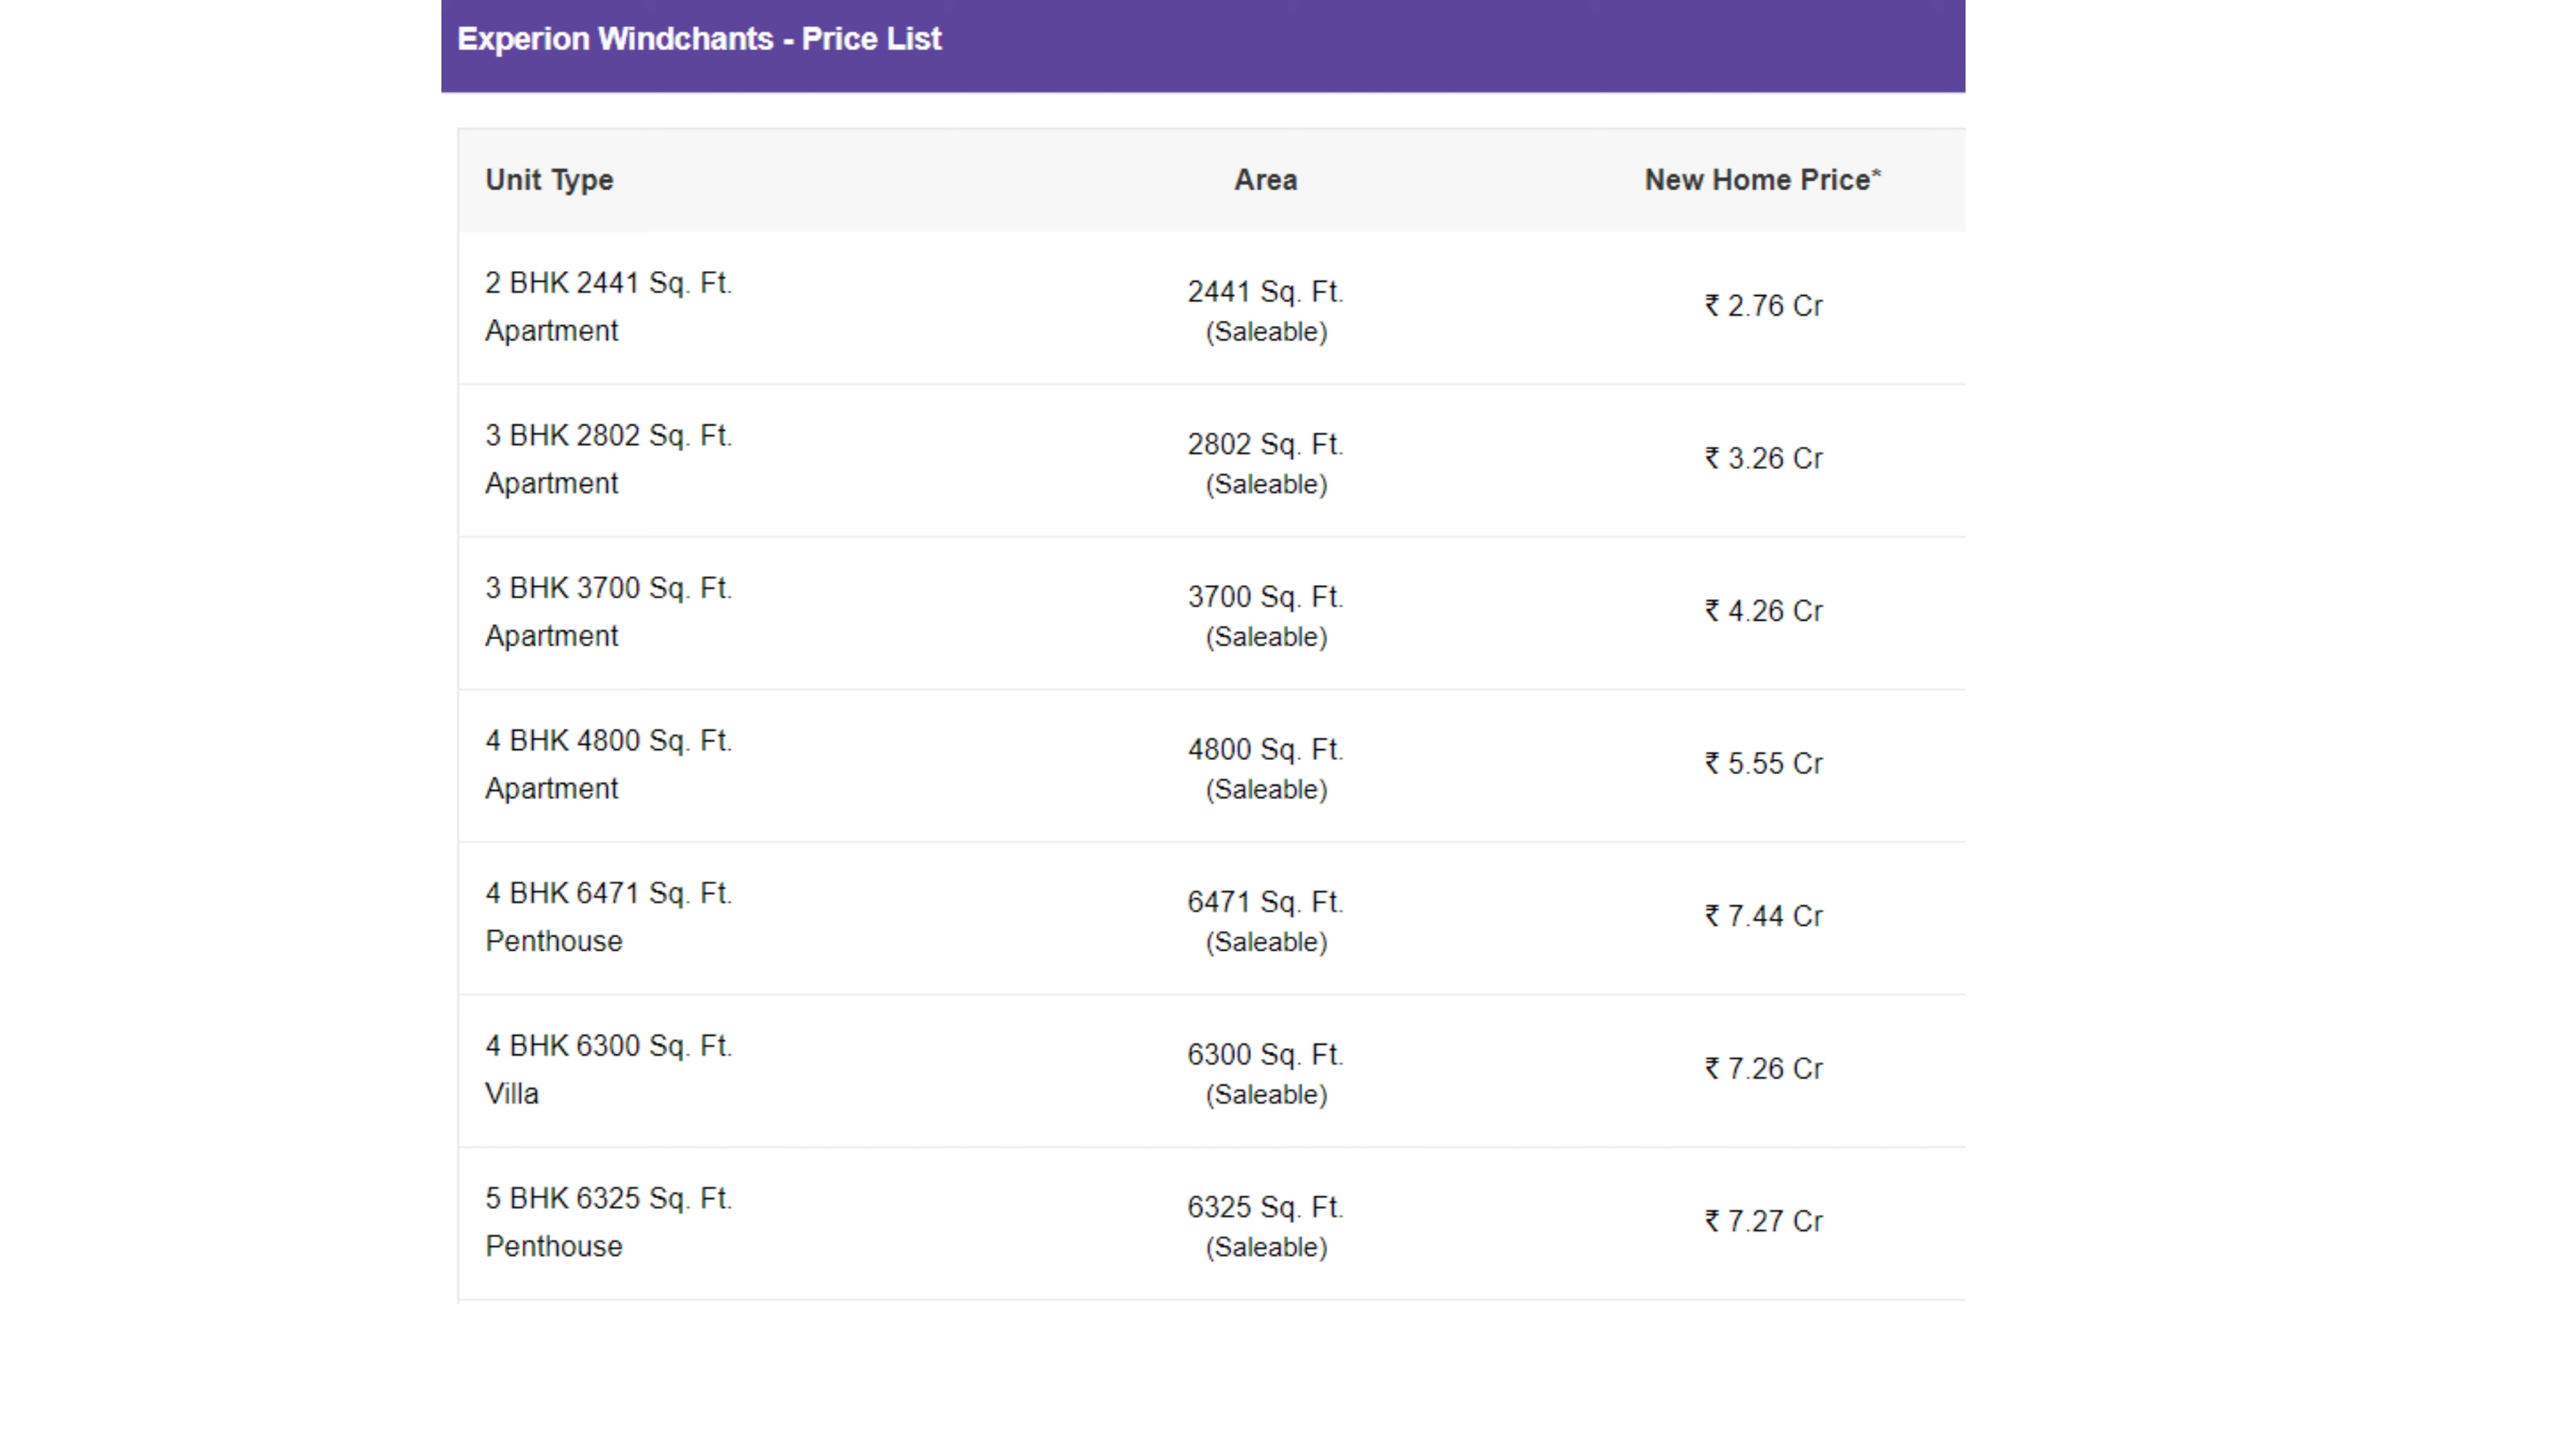 Experion Windchants - Price List
Unit Type Area New Home Price*
2 BHK 2441 Sq. Ft.
Apartment
2441 Sq. Ft.
(Saleable)
₹ 2.76 Cr
3 BHK 2802 Sq. Ft.
Apartment
2802 Sq. Ft.
(Saleable)
₹ 3.26 Cr
3 BHK 3700 Sq. Ft.
Apartment
3700 Sq. Ft.
(Saleable)
₹ 4.26 Cr
4 BHK 4800 Sq. Ft.
Apartment
4800 Sq. Ft.
(Saleable)
₹ 5.55 Cr
4 BHK 6471 Sq. Ft.
Penthouse
6471 Sq. Ft.
(Saleable)
₹ 7.44 Cr
4 BHK 6300 Sq. Ft.
Villa
6300 Sq. Ft.
(Saleable)
₹ 7.26 Cr
5 BHK 6325 Sq. Ft.
Penthouse
6325 Sq. Ft.
(Saleable)
₹ 7.27 Cr